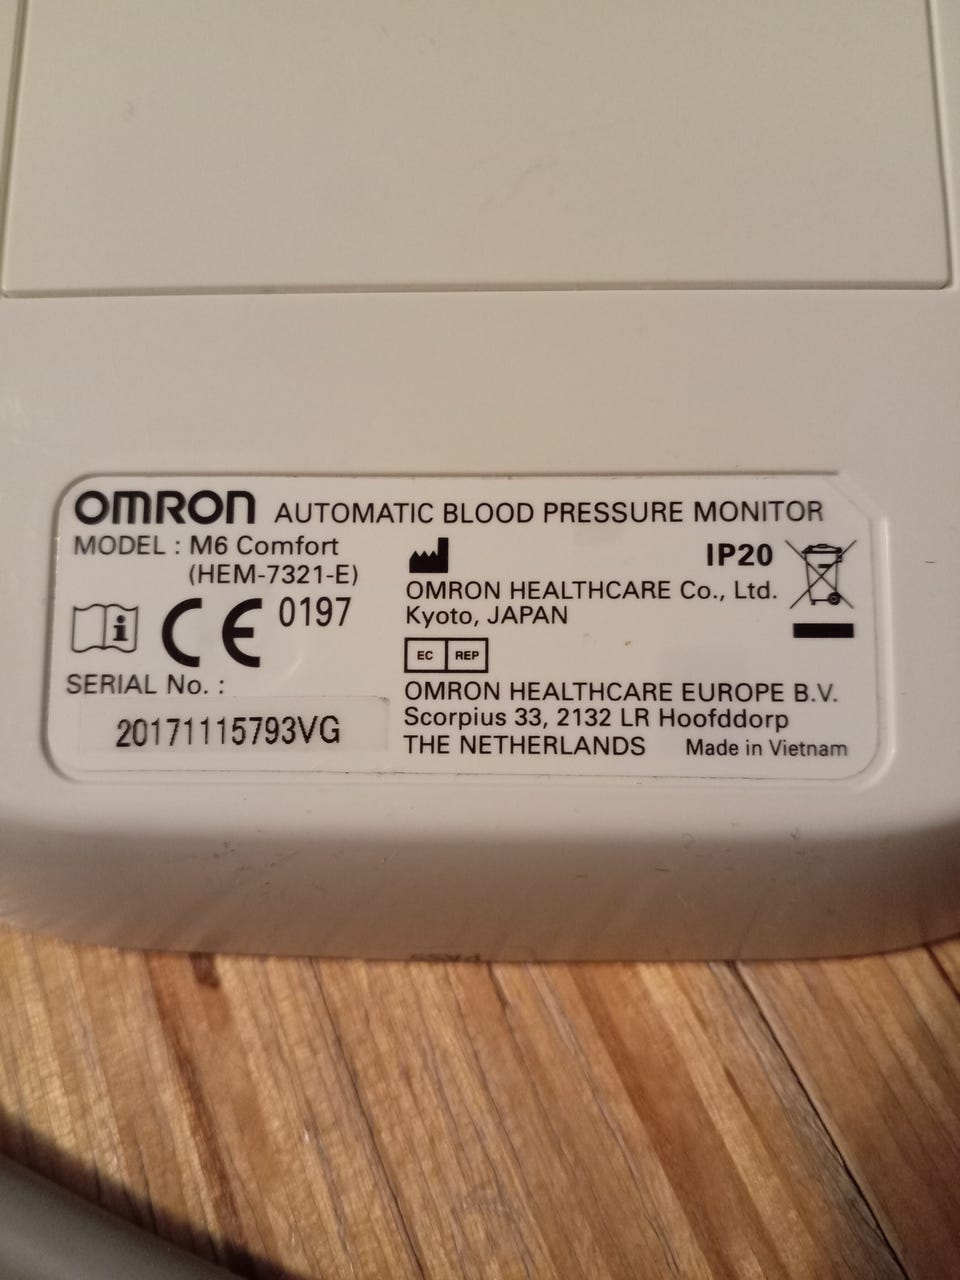 OMRON AUTOMATIC BLOOD PRESSURE MONITOR
MODEL : M6 Comfort
(HEM-7321-E)
CE 0197
SERIAL No. :
20171115793VG
IP20
OMRON HEALTHCARE Co., Ltd.
Kyoto, JAPAN
EC REP
OMRON HEALTHCARE EUROPE B.V.
Scorpius 33, 2132 LR Hoofddorp
THE NETHERLANDS Made in Vietnam